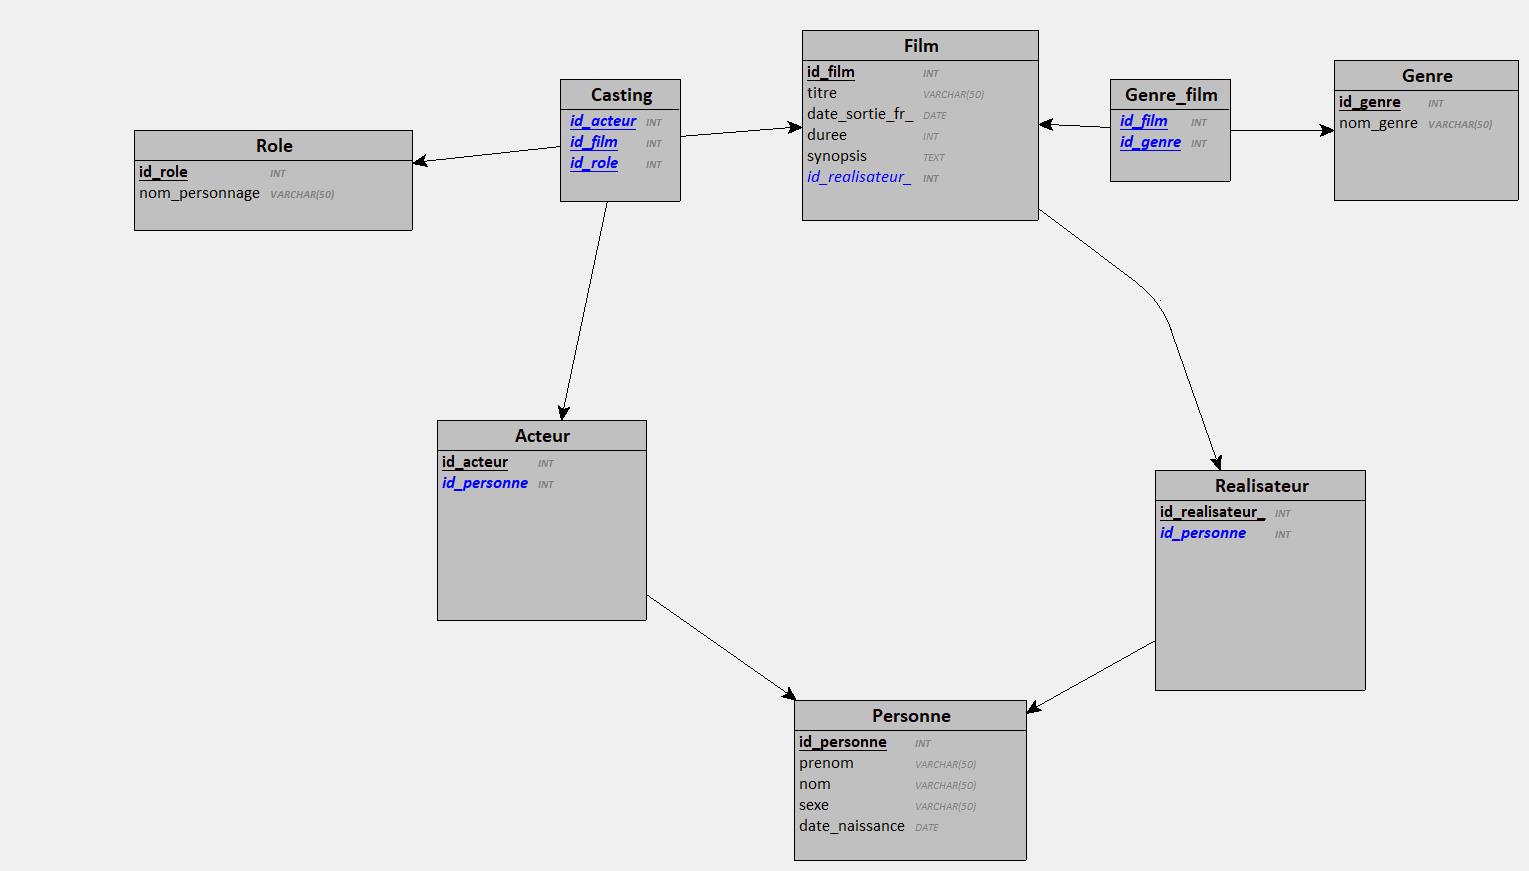 Role
id_role INT
nom_personnage VARCHAR(50)
Casting
id_acteur INT
id_film INT
id_role INT
Film
id_film INT
titre VARCHAR(50)
date_sortie_fr_ DATE
duree INT
synopsis TEXT
id_realisateur_ INT
Genre_film
id_film INT
id_genre INT
Genre
id_genre INT
nom_genre VARCHAR(50)
Acteur
id_acteur INT
id_personne INT
Realisateur
id_realisateur_ INT
id_personne INT
Personne
id_personne INT
prenom VARCHAR(50)
nom VARCHAR(50)
sexe VARCHAR(50)
date_naissance DATE